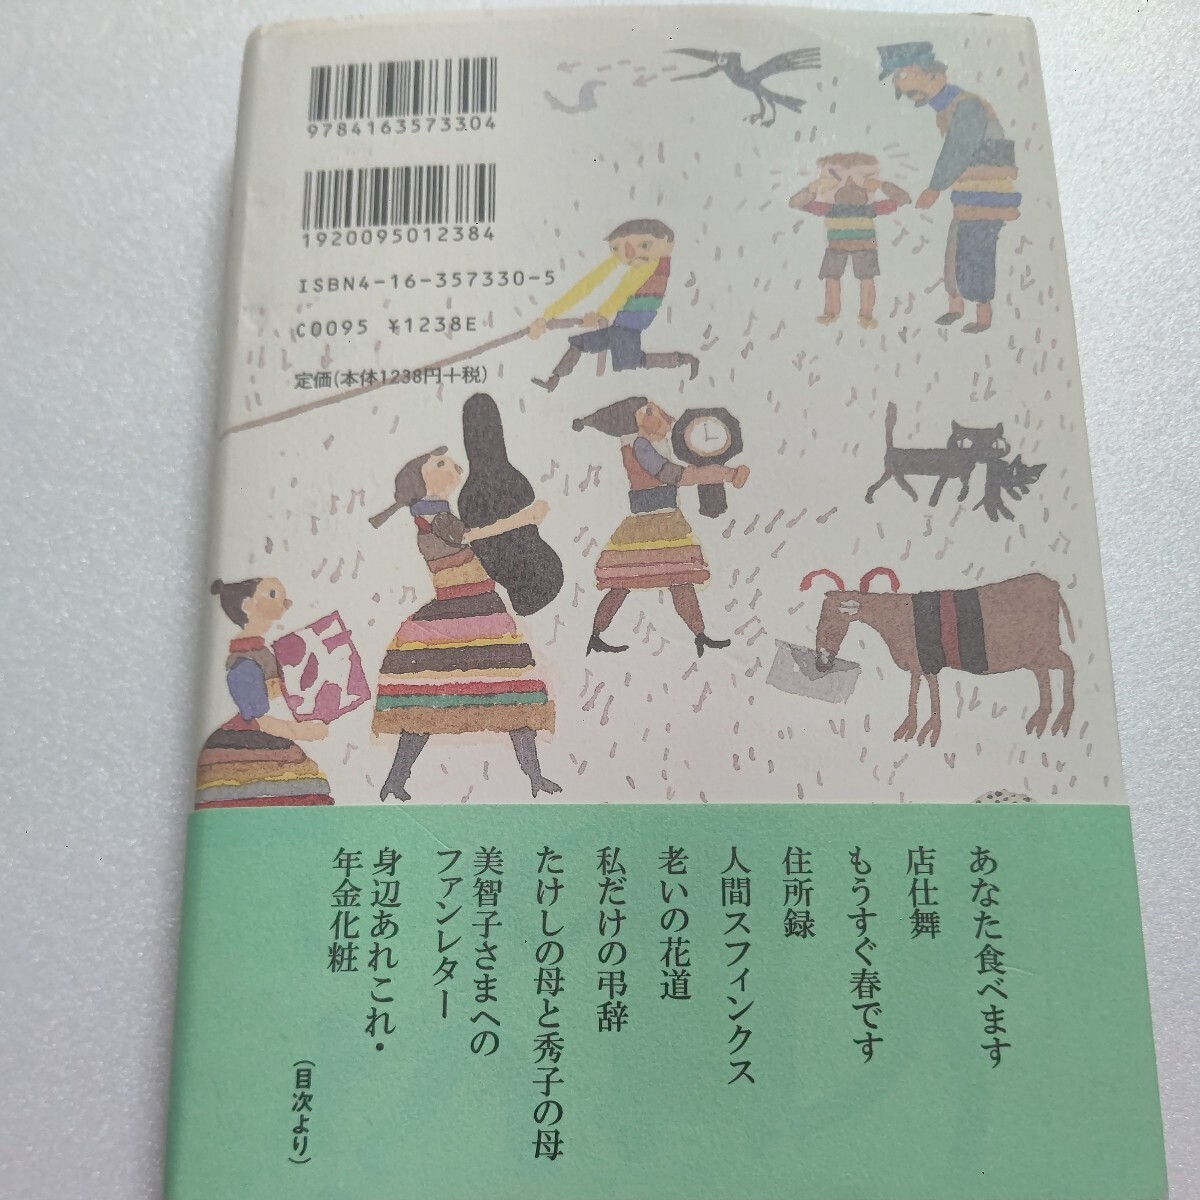 9784163573304
1920095012384
ISBN4-16-357330-5
C0095 ¥1238E
定価(本体1238円+税)
あなた食べます
店仕舞
もうすぐ春です
住所録
人間スフィンクス
老いの花道
私だけの弔辞
たけしの母と秀子の母
美智子さまへの
ファンレター
身辺あれこれ・
年金化粧
(目次より)